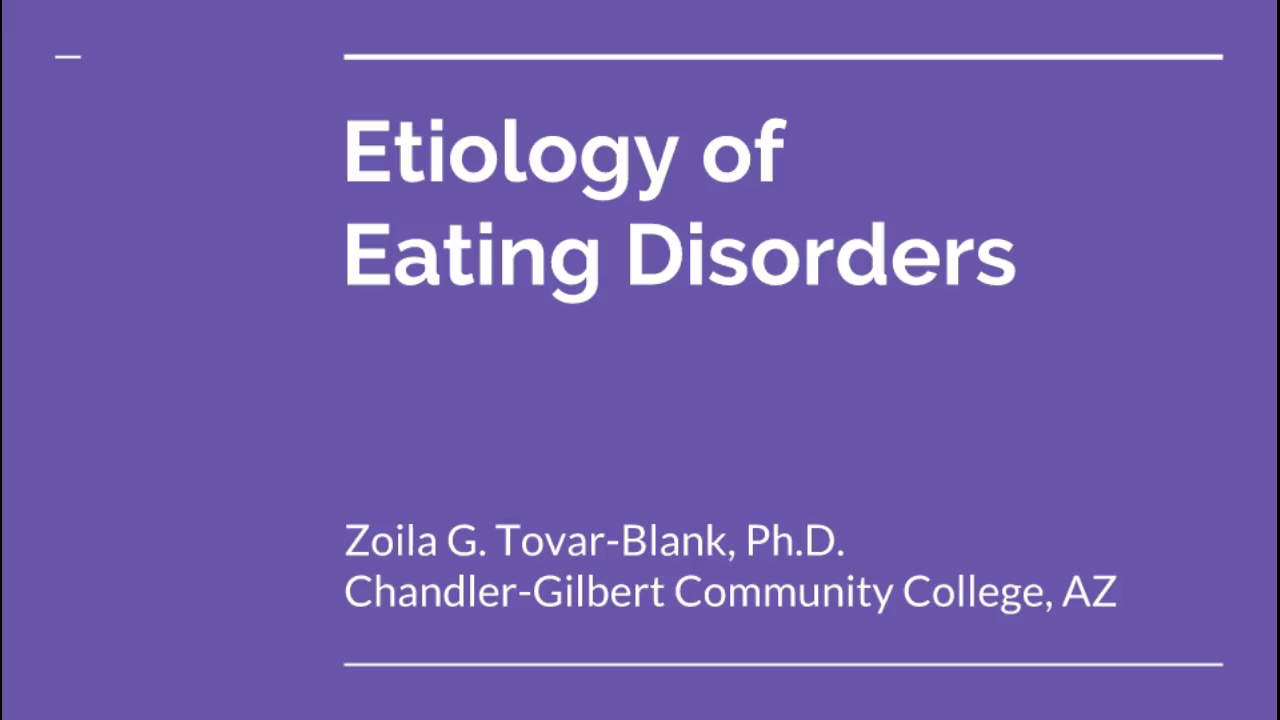 Etiology of
Eating Disorders
Zoila G. Tovar-Blank, Ph.D.
Chandler-Gilbert Community College, AZ